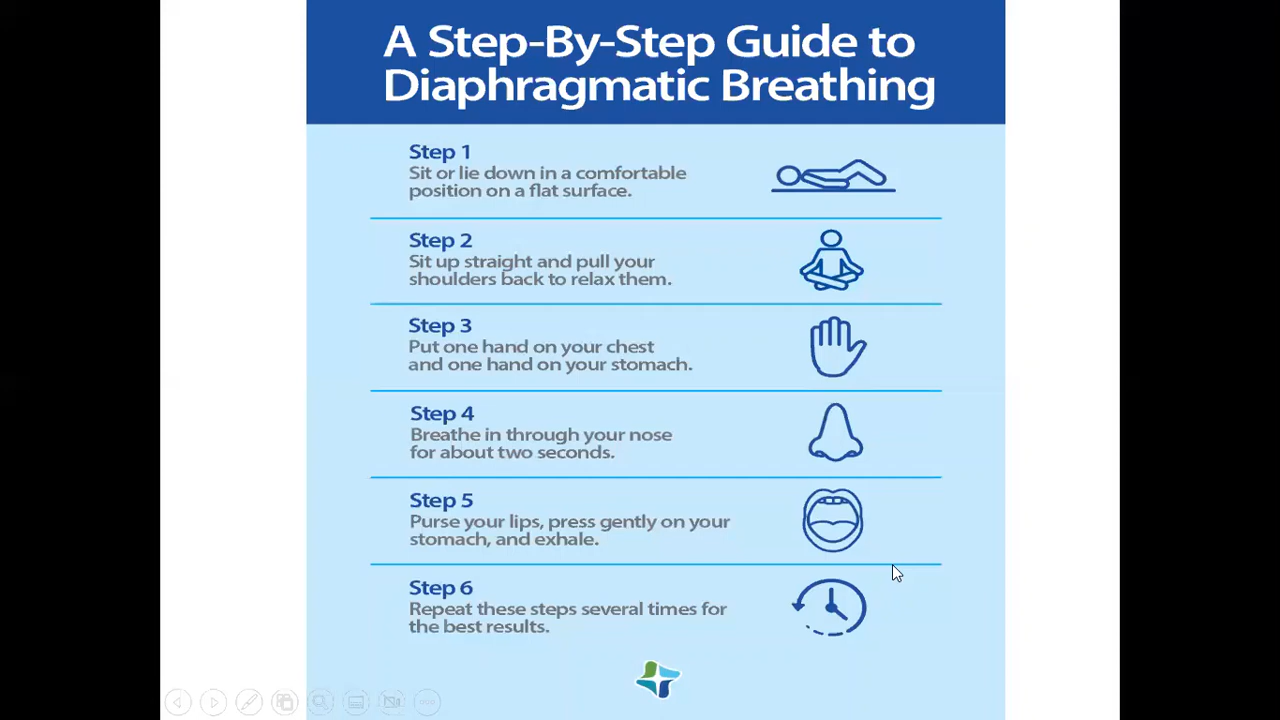 A Step-By-Step Guide to
Diaphragmatic Breathing
Step 1
Sit or lie down in a comfortable
position on a flat surface.
Step 2
Sit up straight and pull your
shoulders back to relax them.
Step 3
Put one hand on your chest
and one hand on your stomach.
Step 4
Breathe in through your nose
for about two seconds.
Step 5
Purse your lips, press gently on your
stomach, and exhale.
Step 6
Repeat these steps several times for
the best results.